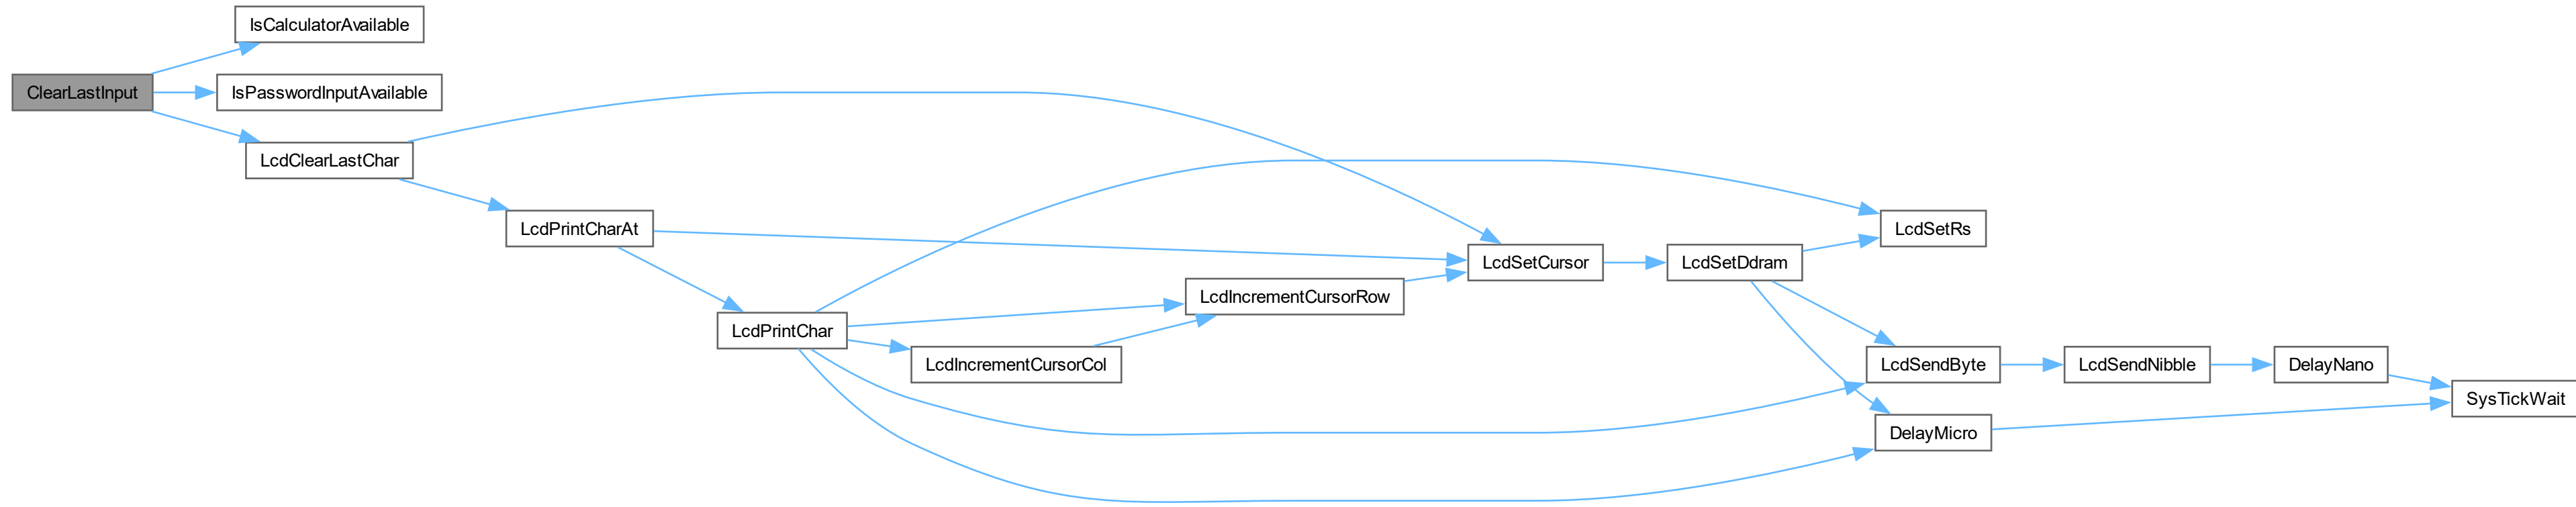 IsCalculatorAvailable
ClearLastInput
IsPasswordInputAvailable
LcdClearLastChar
LcdPrintCharAt
LcdSetRs
LcdSetCursor
LcdSetDdram
LcdIncrementCursorRow
LcdPrintChar
LcdIncrementCursorCol
LcdSendByte
LcdSendNibble
DelayNano
SysTickWait
DelayMicro